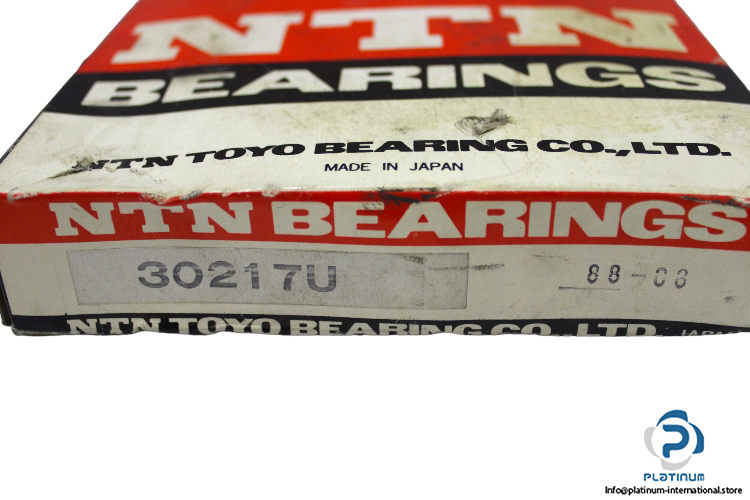 NTN
BEARINGS
NTN TOYO BEARING CO.,LTD.
MADE IN JAPAN
NTN BEARINGS
30217U
88-08
NTN TOYO BEARING CO., LTD. JAPAN
PLATINUM
Info@platinum-international.store